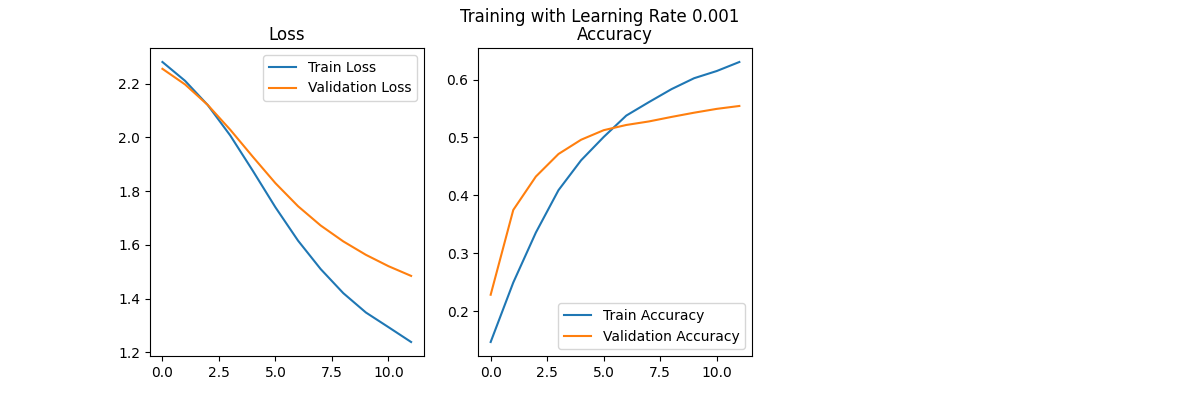 Training with Learning Rate 0.001
Loss
Train Loss
Validation Loss
2.2
2.0
1.8
1.6
1.4
1.2
0.0 2.5 5.0 7.5 10.0
Accuracy
0.6
0.5
0.4
0.3
0.2
Train Accuracy
Validation Accuracy
0.0 2.5 5.0 7.5 10.0